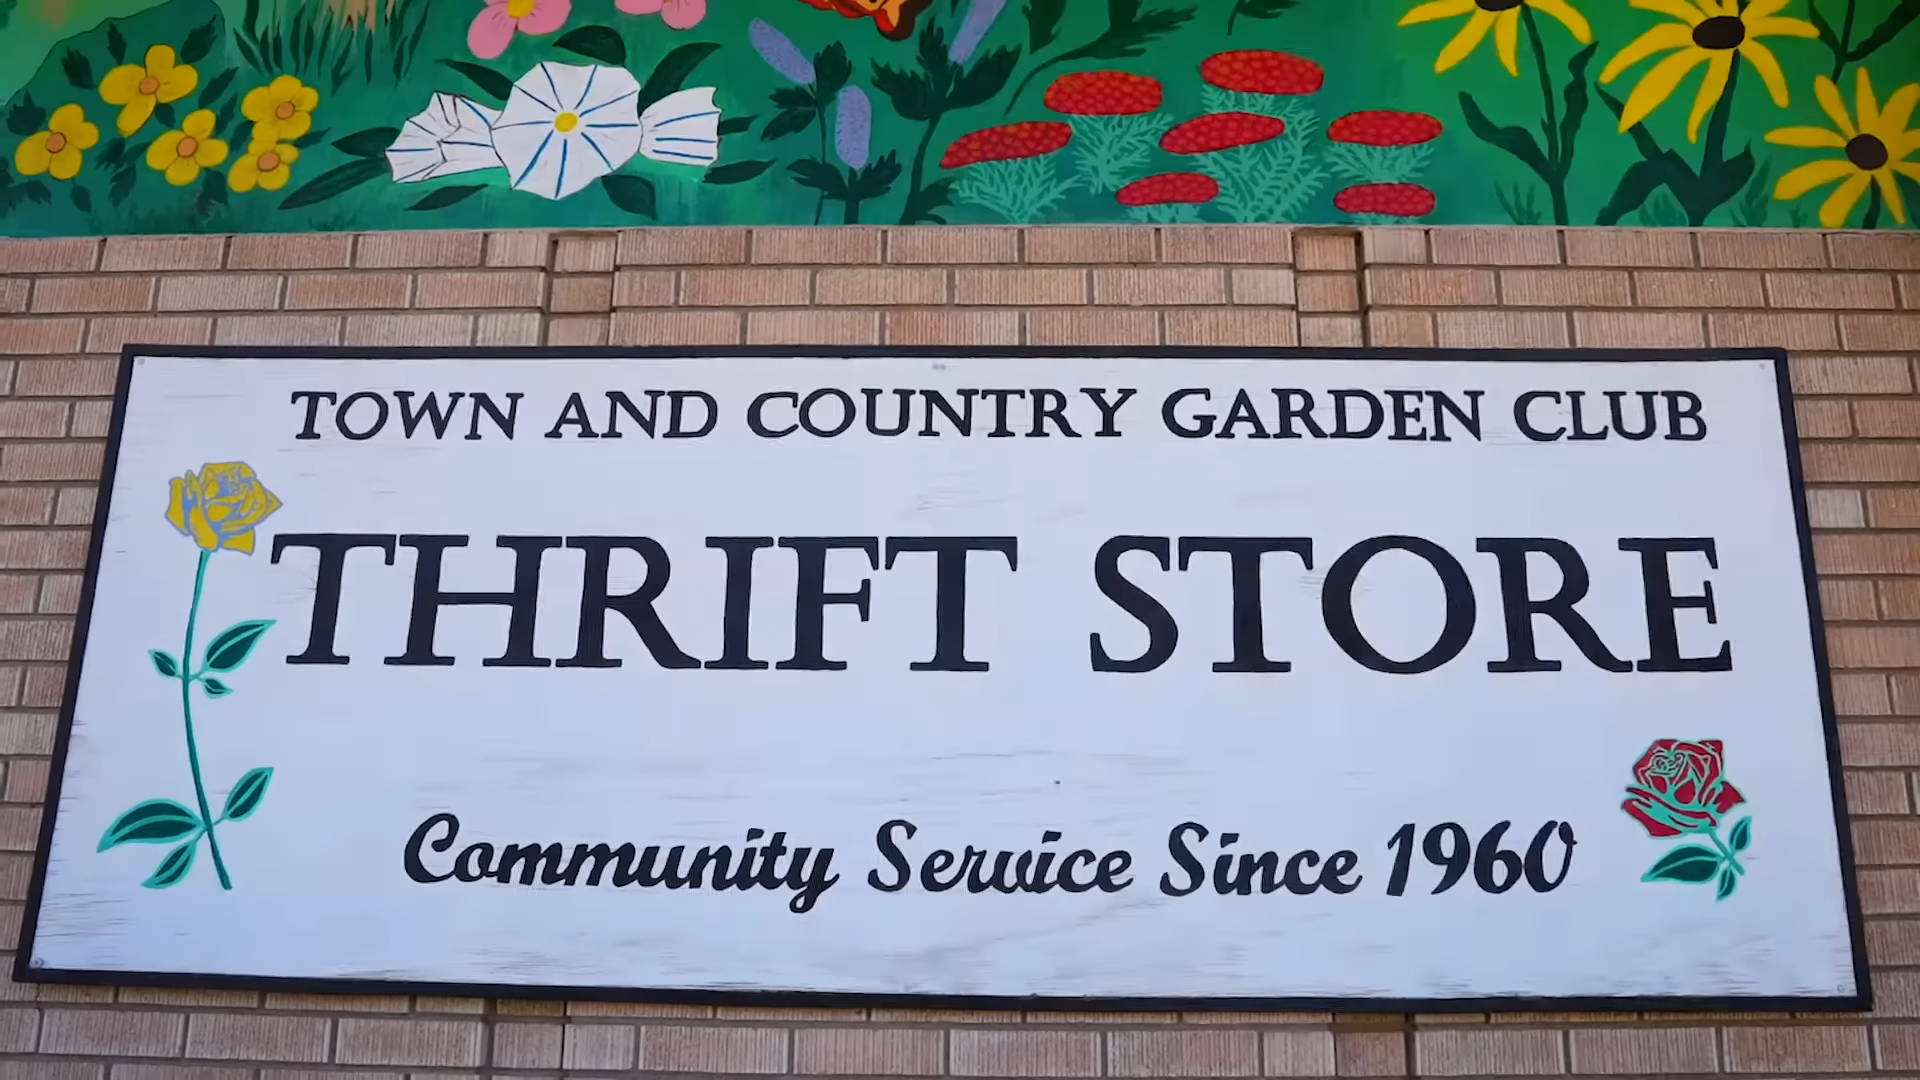 TOWN AND COUNTRY GARDEN CLUB
THRIFT STORE
Community Service Since 1960